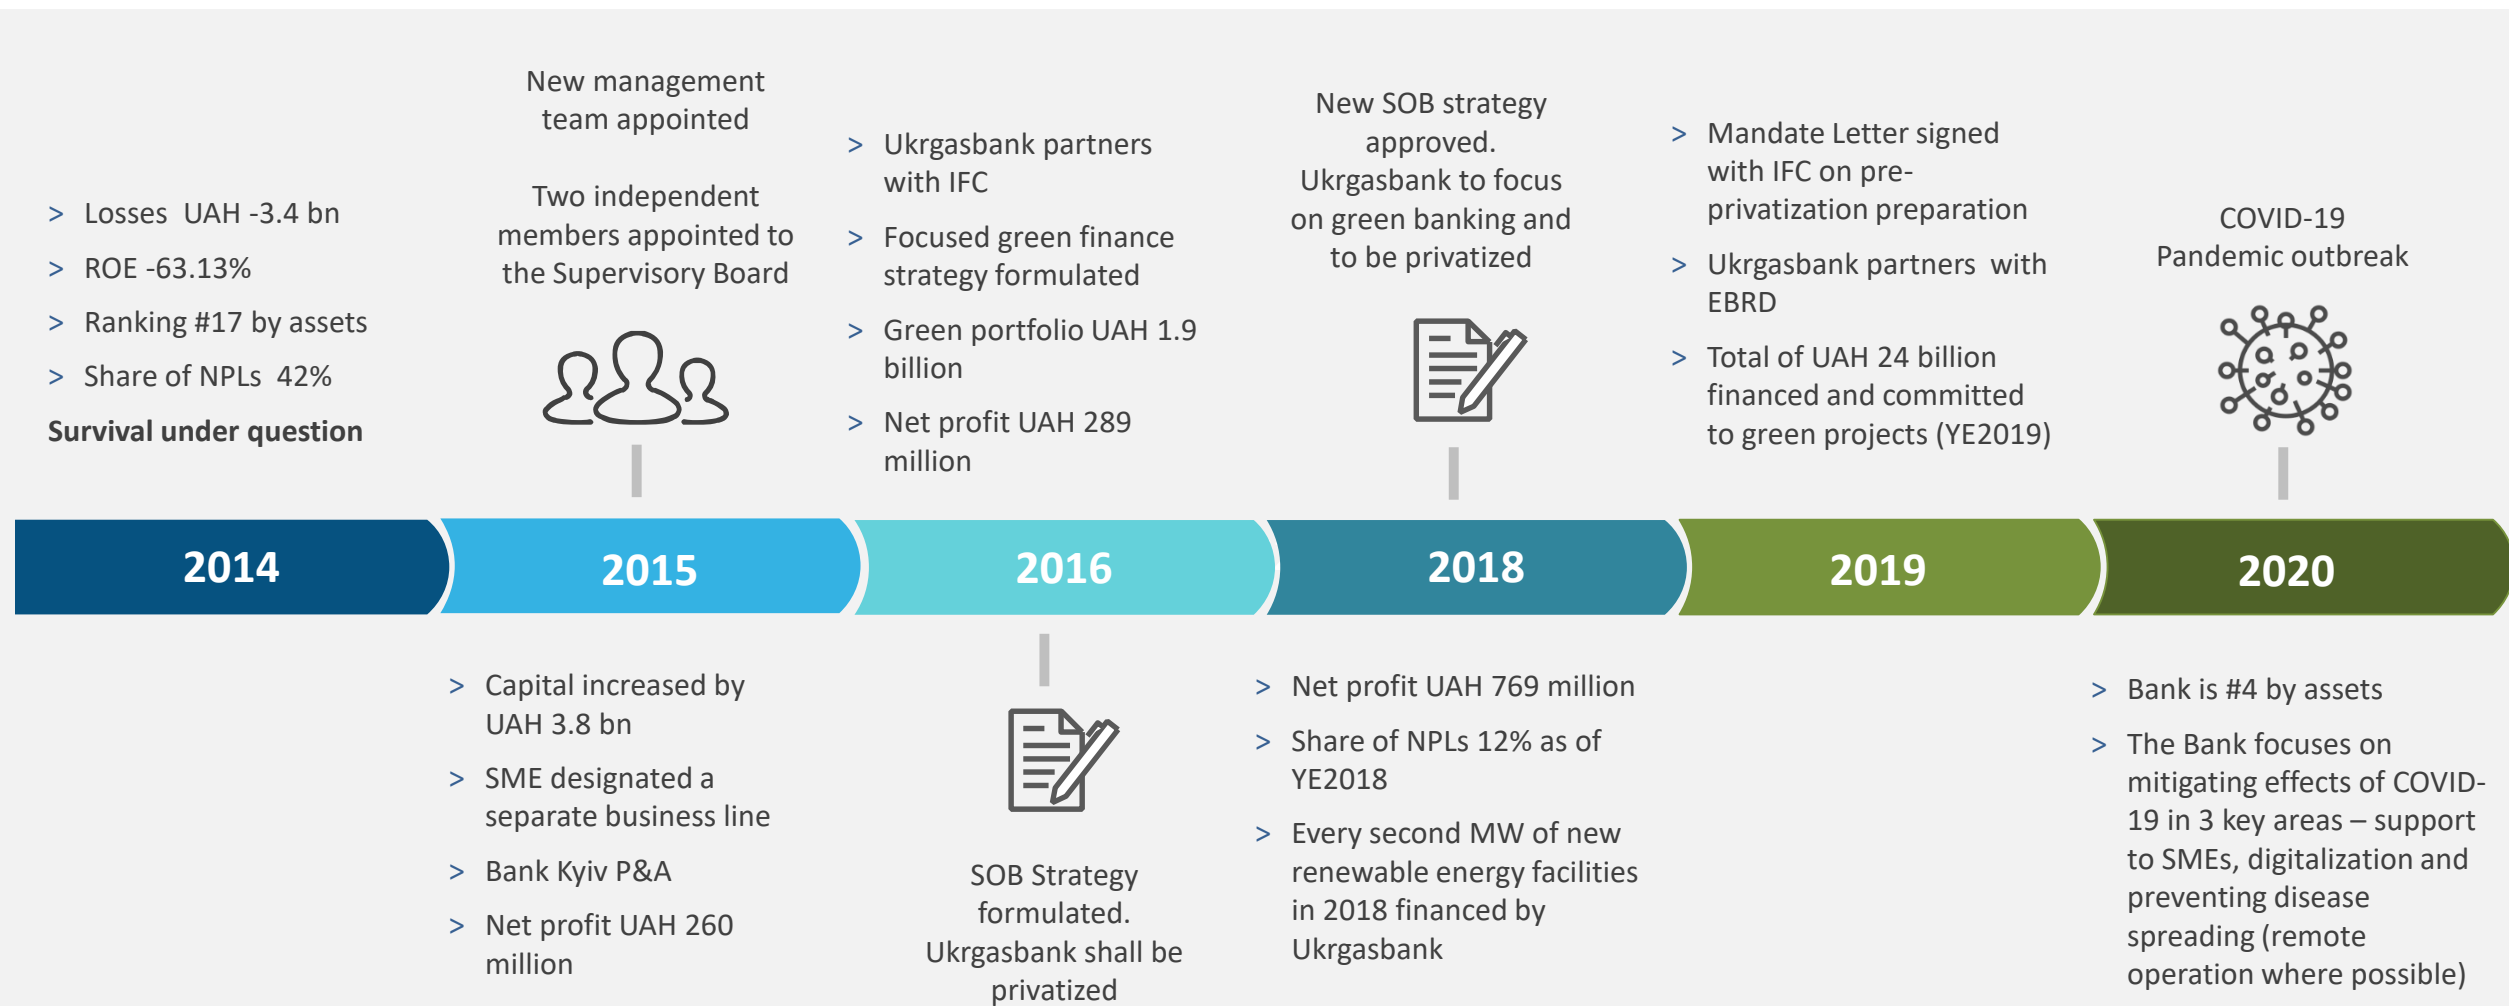 > Losses UAH -3.4 bn
> ROE -63.13%
> Ranking #17 by assets
> Share of NPLs 42%
Survival under question
New management
team appointed
Two independent
members appointed to
the Supervisory Board
> Ukrgasbank partners
with IFC
> Focused green finance
strategy formulated
> Green portfolio UAH 1.9
billion
> Net profit UAH 289
million
New SOB strategy
approved.
Ukrgasbank to focus
on green banking and
to be privatized
> Mandate Letter signed
with IFC on pre-
privatization preparation
> Ukrgasbank partners with
EBRD
> Total of UAH 24 billion
financed and committed
to green projects (YE2019)
COVID-19
Pandemic outbreak
2014
2015
2016
2018
2019
2020
> Capital increased by
UAH 3.8 bn
> SME designated a
separate business line
> Bank Kyiv P&A
> Net profit UAH 260
million
SOB Strategy
formulated.
Ukrgasbank shall be
privatized
> Net profit UAH 769 million
> Share of NPLs 12% as of
YE2018
> Every second MW of new
renewable energy facilities
in 2018 financed by
Ukrgasbank
> Bank is #4 by assets
> The Bank focuses on
mitigating effects of COVID-
19 in 3 key areas – support
to SMEs, digitalization and
preventing disease
spreading (remote
operation where possible)